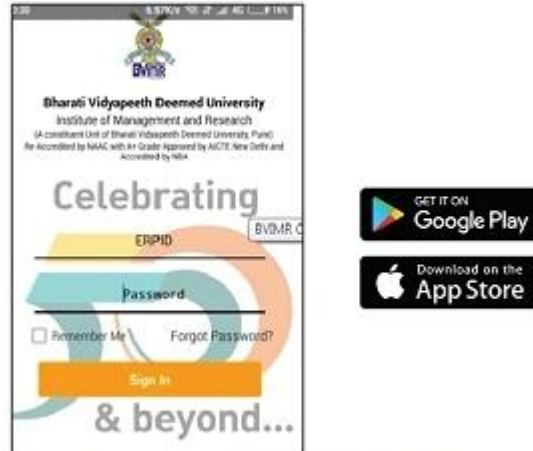 BVIMR
Bharati Vidyapeeth Deemed University
Institute of Management and Research
(A constituent Unit of Bharati Vidyapeeth Deemed University, Pune)
Re-Accredited by NAAC with A+ Grade Approved by AICTE New Delhi and
Accredited by NBA
Celebrating
BVIMR C
ERPID
Password
Remember Me
Forgot Password?
Sign In
& beyond...
GET IT ON
Google Play
Download on the
App Store